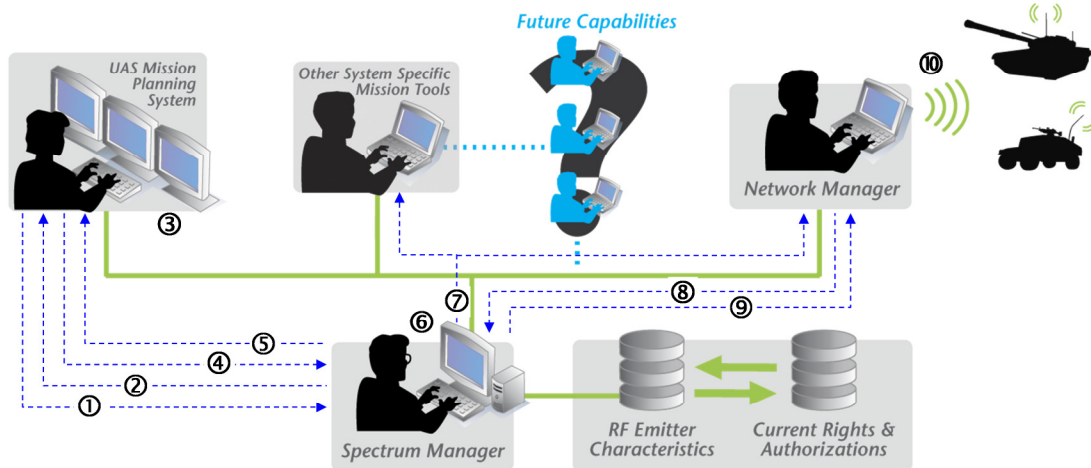 Future Capabilities
UAS Mission
Planning
System
Other System Specific
Mission Tools
⑩
Network Manager
③
⑧
⑦
⑨
⑥
⑤
④
②
①
Spectrum Manager
RF Emitter
Characteristics
Current Rights &
Authorizations